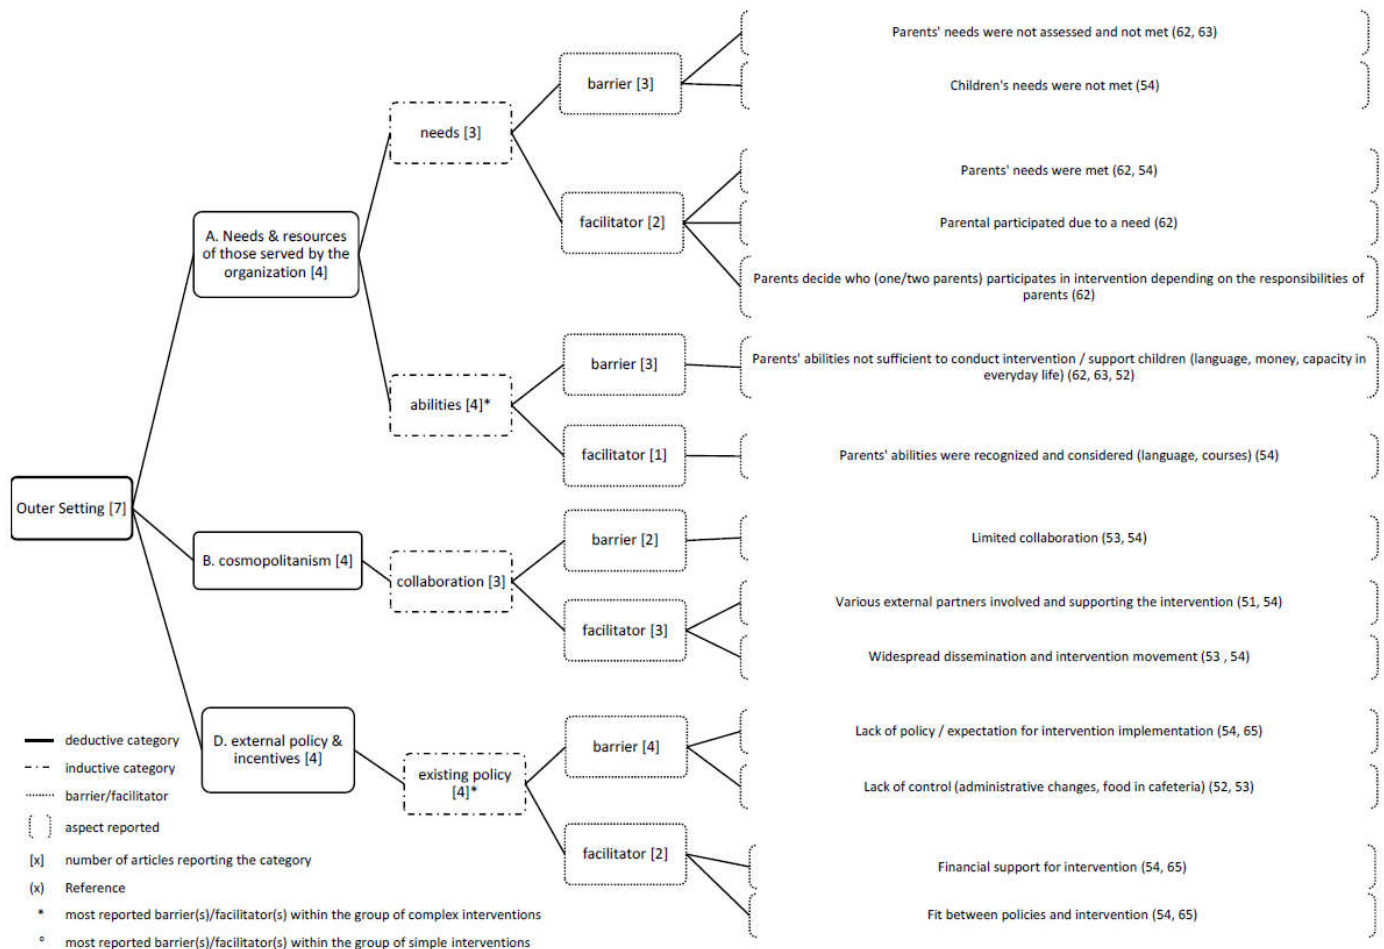 Outer Setting [7]
A. Needs & resources
of those served by the
organization [4]
needs [3]
barrier [3]
Parents' needs were not assessed and not met (62, 63)
Children's needs were not met (54)
facilitator [2]
Parents' needs were met (62, 54)
Parental participated due to a need (62)
Parents decide who (one/two parents) participates in intervention depending on the responsibilities of
parents (62)
abilities [4]*
barrier [3]
Parents' abilities not sufficient to conduct intervention / support children (language, money, capacity in
everyday life) (62, 63, 52)
facilitator [1]
Parents' abilities were recognized and considered (language, courses) (54)
B. cosmopolitanism [4]
collaboration [3]
barrier [2]
Limited collaboration (53, 54)
facilitator [3]
Various external partners involved and supporting the intervention (51, 54)
Widespread dissemination and intervention movement (53 , 54)
D. external policy &
incentives [4]
existing policy
[4]*
barrier [4]
Lack of policy / expectation for intervention implementation (54, 65)
Lack of control (administrative changes, food in cafeteria) (52, 53)
facilitator [2]
Financial support for intervention (54, 65)
Fit between policies and intervention (54, 65)
deductive category
inductive category
barrier/facilitator
aspect reported
[x] number of articles reporting the category
(x) Reference
* most reported barrier(s)/facilitator(s) within the group of complex interventions
° most reported barrier(s)/facilitator(s) within the group of simple interventions